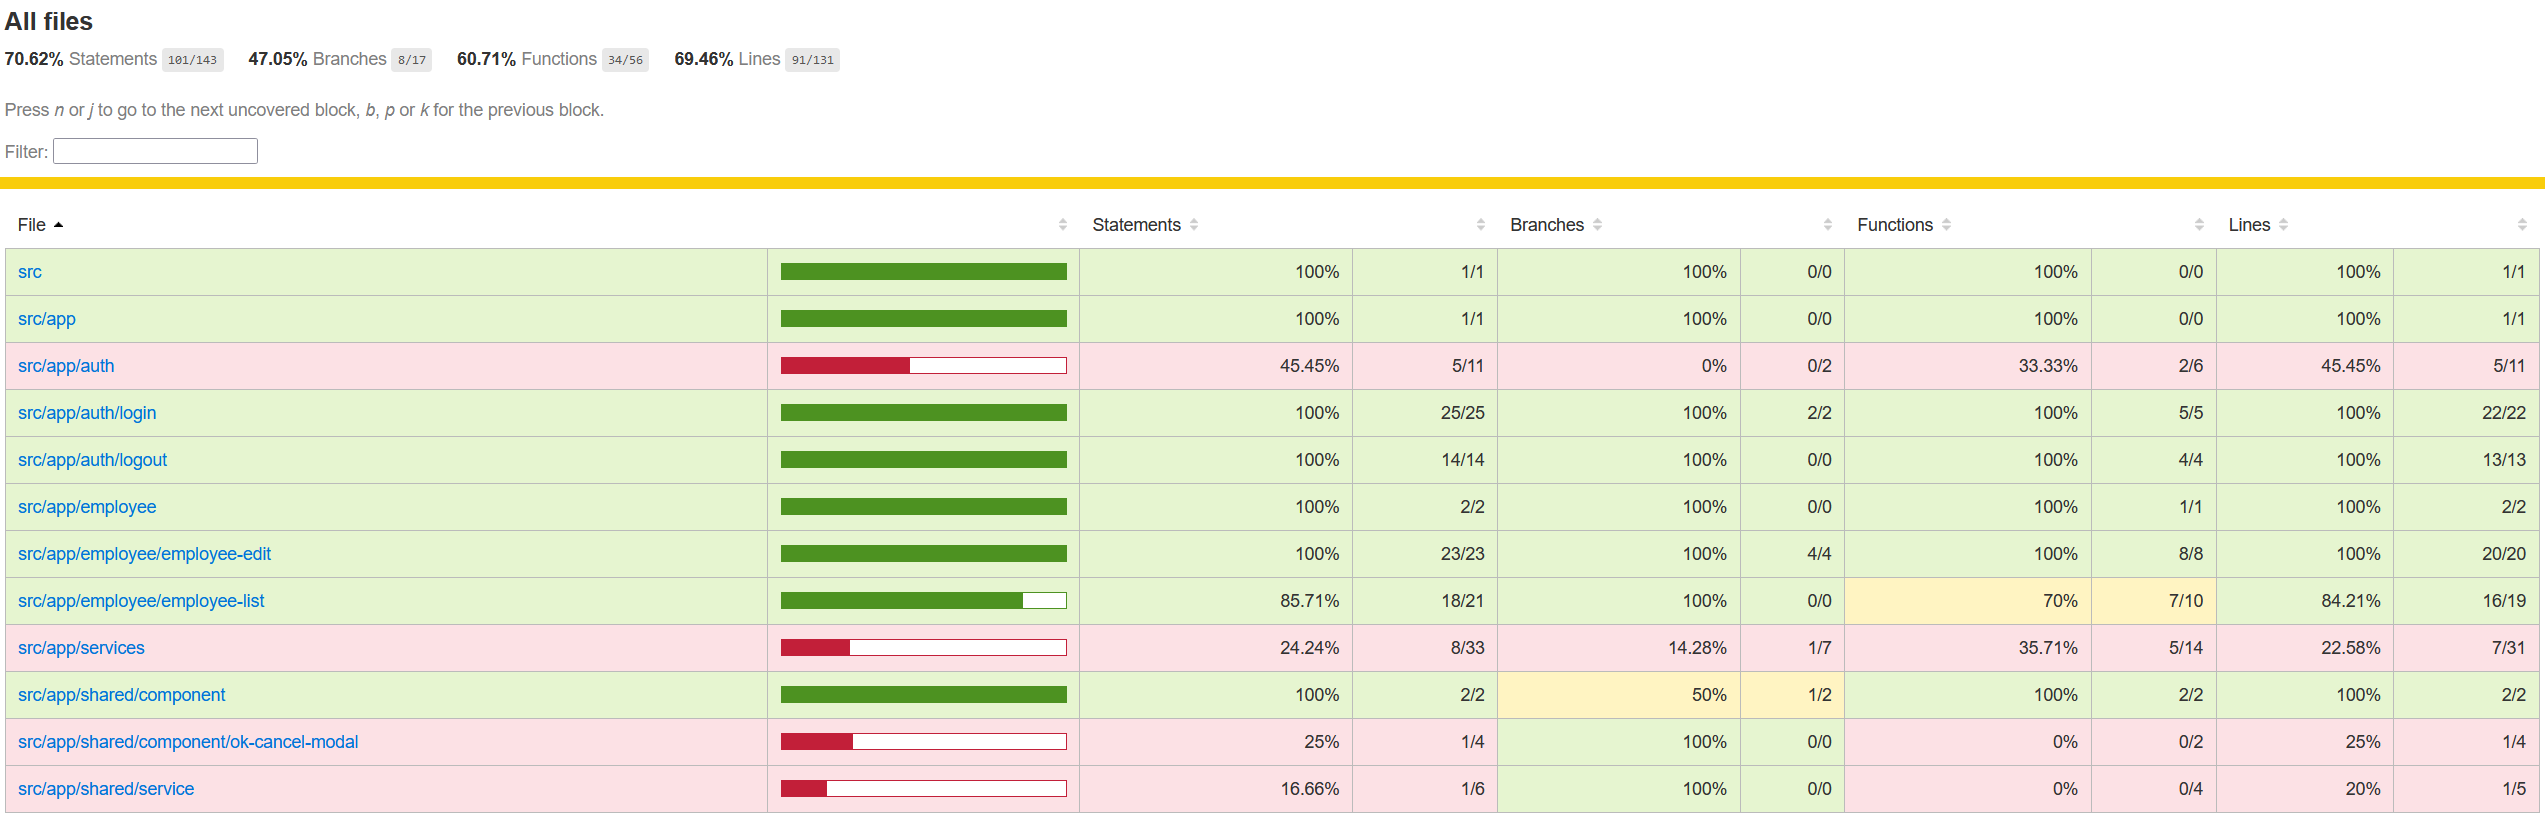 All files
70.62% Statements 101/143 47.05% Branches 8/17 60.71% Functions 34/56 69.46% Lines 91/131
Press n or j to go to the next uncovered block, b, p or k for the previous block.
Filter:
File Statements Branches Functions Lines
src 100% 1/1 100% 0/0 100% 0/0 100% 1/1
src/app 100% 1/1 100% 0/0 100% 0/0 100% 1/1
src/app/auth 45.45% 5/11 0% 0/2 33.33% 2/6 45.45% 5/11
src/app/auth/login 100% 25/25 100% 2/2 100% 5/5 100% 22/22
src/app/auth/logout 100% 14/14 100% 0/0 100% 4/4 100% 13/13
src/app/employee 100% 2/2 100% 0/0 100% 1/1 100% 2/2
src/app/employee/employee-edit 100% 23/23 100% 4/4 100% 8/8 100% 20/20
src/app/employee/employee-list 85.71% 18/21 100% 0/0 70% 7/10 84.21% 16/19
src/app/services 24.24% 8/33 14.28% 1/7 35.71% 5/14 22.58% 7/31
src/app/shared/component 100% 2/2 50% 1/2 100% 2/2 100% 2/2
src/app/shared/component/ok-cancel-modal 25% 1/4 100% 0/0 0% 0/2 25% 1/4
src/app/shared/service 16.66% 1/6 100% 0/0 0% 0/4 20% 1/5